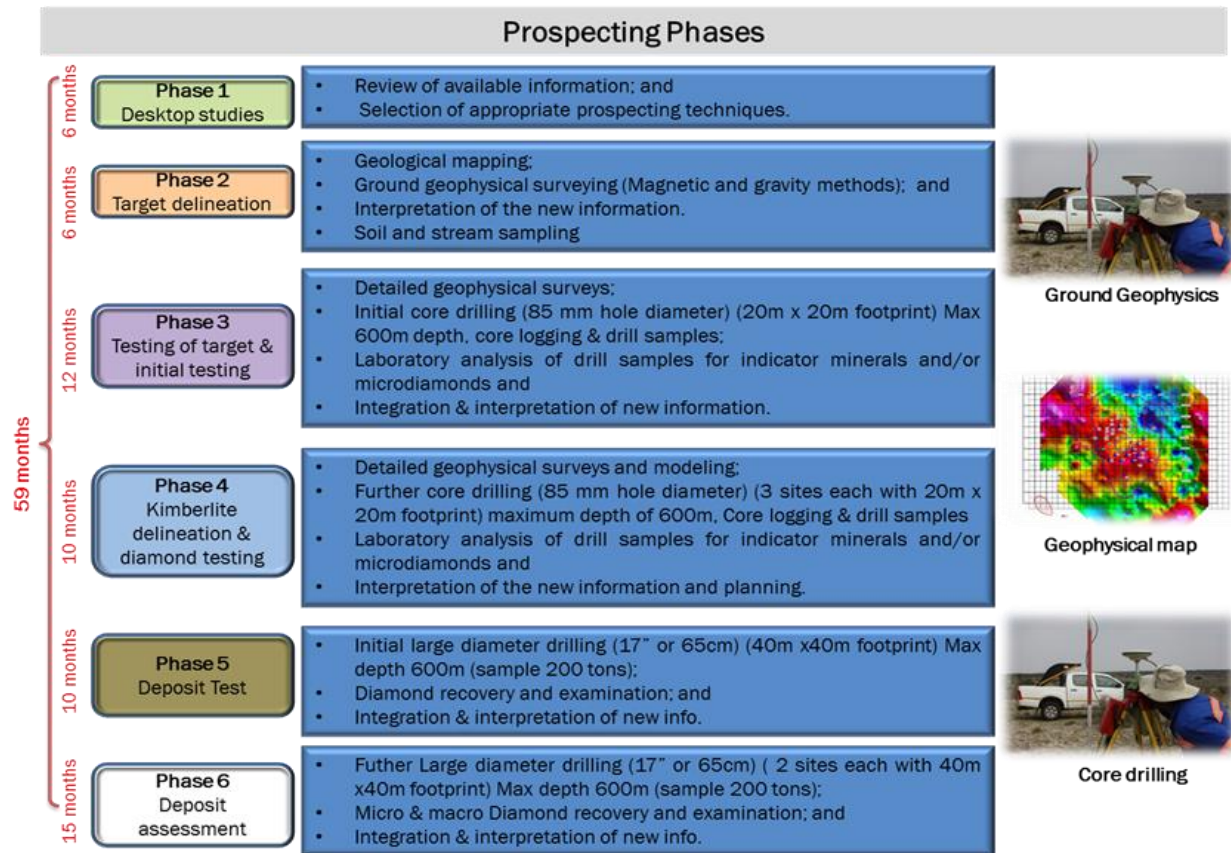 Prospecting Phases
59 months
6 months
Phase 1
Desktop studies
• Review of available information; and
• Selection of appropriate prospecting techniques.
6 months
Phase 2
Target delineation
• Geological mapping;
• Ground geophysical surveying (Magnetic and gravity methods); and
• Interpretation of the new information.
• Soil and stream sampling
Ground Geophysics
12 months
Phase 3
Testing of target &
initial testing
• Detailed geophysical surveys;
• Initial core drilling (85 mm hole diameter) (20m x 20m footprint) Max
600m depth, core logging & drill samples;
• Laboratory analysis of drill samples for indicator minerals and/or
microdiamonds and
• Integration & interpretation of new information.
Geophysical map
10 months
Phase 4
Kimberlite
delineation &
diamond testing
• Detailed geophysical surveys and modeling;
• Further core drilling (85 mm hole diameter) (3 sites each with 20m x
20m footprint) maximum depth of 600m, Core logging & drill samples
• Laboratory analysis of drill samples for indicator minerals and/or
microdiamonds and
• Interpretation of the new information and planning.
10 months
Phase 5
Deposit Test
• Initial large diameter drilling (17” or 65cm) (40m x40m footprint) Max
depth 600m (sample 200 tons);
• Diamond recovery and examination; and
• Integration & interpretation of new info.
Core drilling
15 months
Phase 6
Deposit
assessment
• Futher Large diameter drilling (17” or 65cm) ( 2 sites each with 40m
x40m footprint) Max depth 600m (sample 200 tons);
• Micro & macro Diamond recovery and examination; and
• Integration & interpretation of new info.